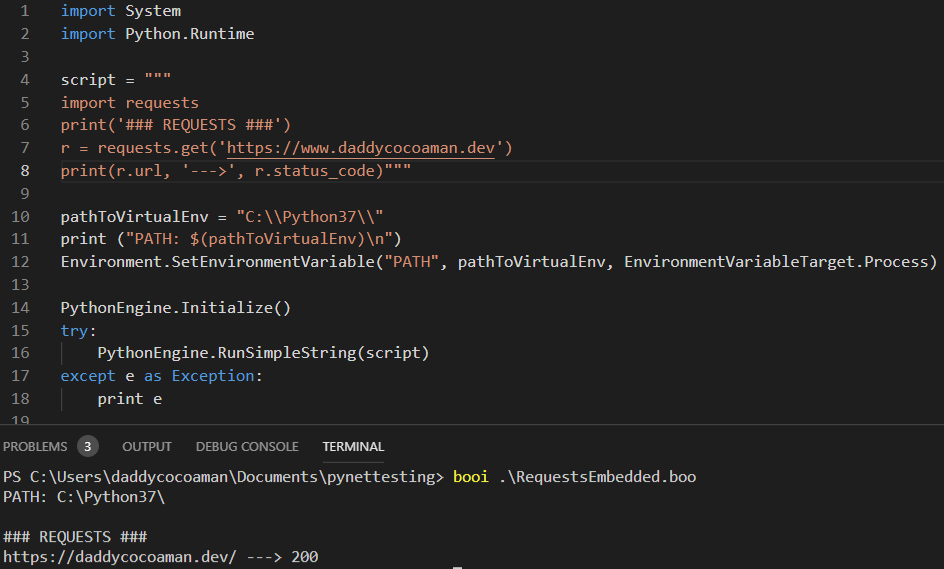 1 import System
2 import Python.Runtime
3
4 script = """
5 import requests
6 print('### REQUESTS ###')
7 r = requests.get('https://www.daddycocoaman.dev')
8 print(r.url, '--->', r.status_code)"""
9
10 pathToVirtualEnv = "C:\\Python37\\"
11 print ("PATH: $(pathToVirtualEnv)\n")
12 Environment.SetEnvironmentVariable("PATH", pathToVirtualEnv, EnvironmentVariableTarget.Process)
13
14 PythonEngine.Initialize()
15 try:
16     PythonEngine.RunSimpleString(script)
17 except e as Exception:
18     print e
19
PROBLEMS 3 OUTPUT DEBUG CONSOLE TERMINAL
PS C:\Users\daddycocoaman\Documents\pynettesting> booi .\RequestsEmbedded.boo
PATH: C:\Python37\
### REQUESTS ###
https://daddycocoaman.dev/ ---> 200